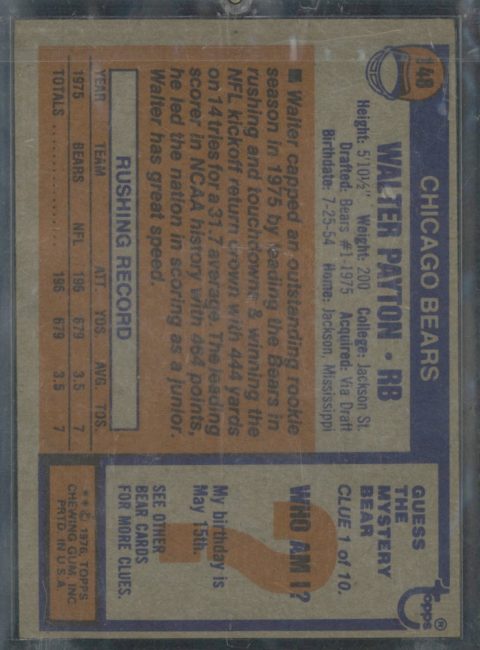 148
CHICAGO BEARS
WALTER PAYTON • RB
Height: 5'10½" Weight: 200 College: Jackson St.
Drafted: Bears #1-1975 Acquired: Via Draft
Birthdate: 7-25-54 Home: Jackson, Mississippi
■ Walter capped an outstanding rookie
season in 1975 by leading the Bears in
rushing and touchdowns & winning the
NFL kickoff return crown with 444 yards
on 14 tries for a 31.7 average. The leading
scorer in NCAA history with 464 points,
he led the nation in scoring as a junior.
Walter has great speed.
RUSHING RECORD
YEAR TEAM ATT. YDS. AVG. TDS.
1975 BEARS NFL 196 679 3.5 7
TOTALS 196 679 3.5 7
topps®
GUESS
THE
MYSTERY
BEAR
CLUE 1 of 10.
?
WHO AM I?
My birthday is
May 15th.
SEE OTHER
BEAR CARDS
FOR MORE CLUES.
**© 1976, TOPPS
CHEWING GUM, INC.
PRTD. IN U.S.A.